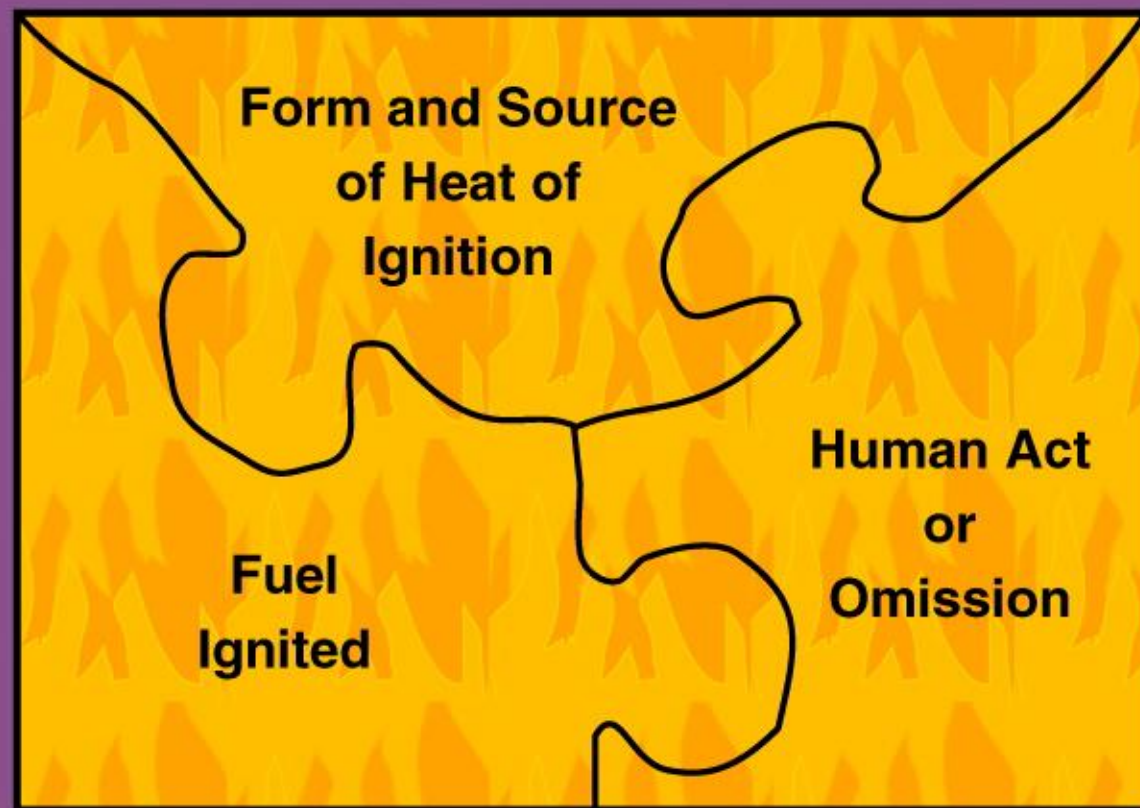 Form and Source
of Heat of
Ignition
Human Act
or
Omission
Fuel
Ignited